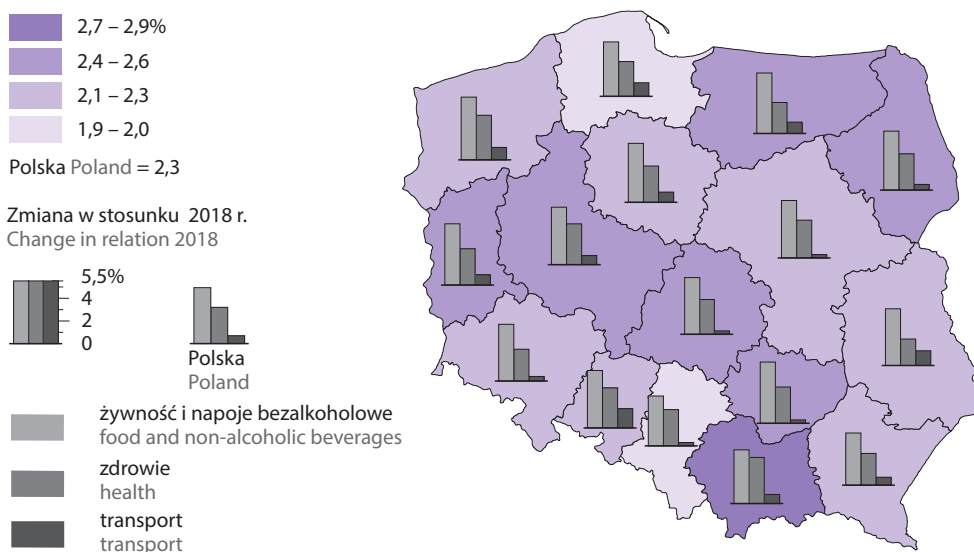 2,7 – 2,9%
2,4 – 2,6
2,1 – 2,3
1,9 – 2,0
Polska Poland = 2,3
Zmiana w stosunku 2018 r.
Change in relation 2018
5,5%
4
2
0
Polska
Poland
żywność i napoje bezalkoholowe
food and non-alcoholic beverages
zdrowie
health
transport
transport